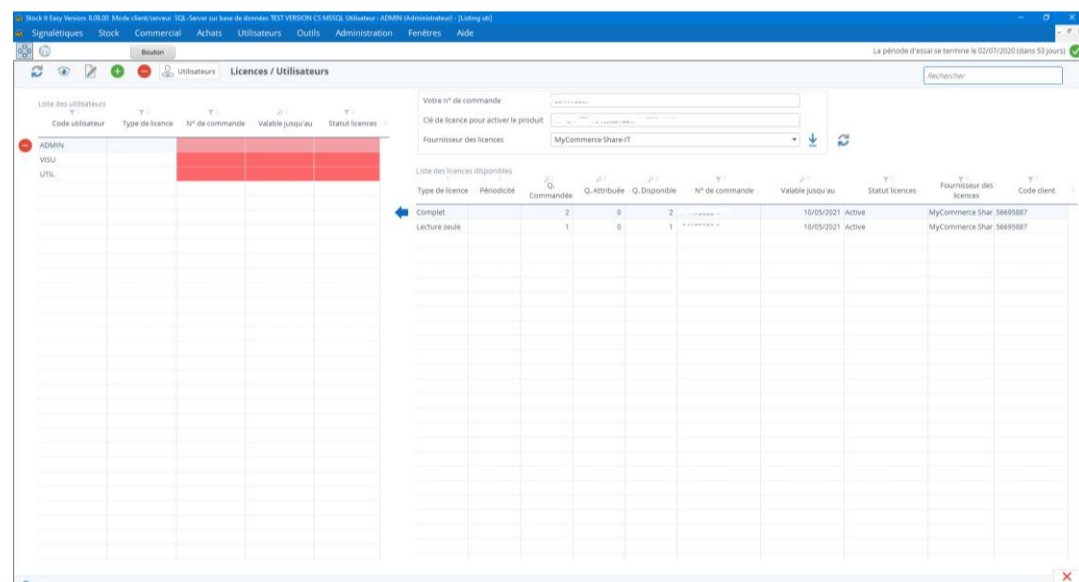 Stock It Easy Version: 8.08.00 Mode client/serveur SQL-Server sur base de données TEST VERSION CS MSSQL Utilisateur : ADMIN (Administrateur) - [Listing uti]
Signalétiques Stock Commercial Achats Utilisateurs Outils Administration Fenêtres Aide
Bouton La période d'essai se termine le 02/07/2020 (dans 53 jours)
Utilisateurs Licences / Utilisateurs Rechercher
Liste des utilisateurs
Code utilisateur Type de licence N° de commande Valable jusqu'au Statut licences
ADMIN
VISU
UTIL
Votre n° de commande
Clé de licence pour activer le produit
Fournisseur des licences MyCommerce Share-IT
Liste des licences disponibles
Type de licence Périodicité Q. Commandée Q. Attribuée Q. Disponible N° de commande Valable jusqu'au Statut licences Fournisseur des licences Code client
Complet 2 0 2 10/05/2021 Active MyCommerce Shar 56695887
Lecture seule 1 0 1 10/05/2021 Active MyCommerce Shar 56695887